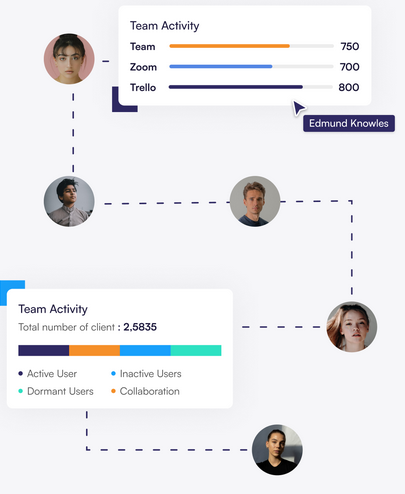 Team Activity
Team 750
Zoom 700
Trello 800
Edmund Knowles
Team Activity
Total number of client : 2,5835
Active User Inactive Users
Dormant Users Collaboration